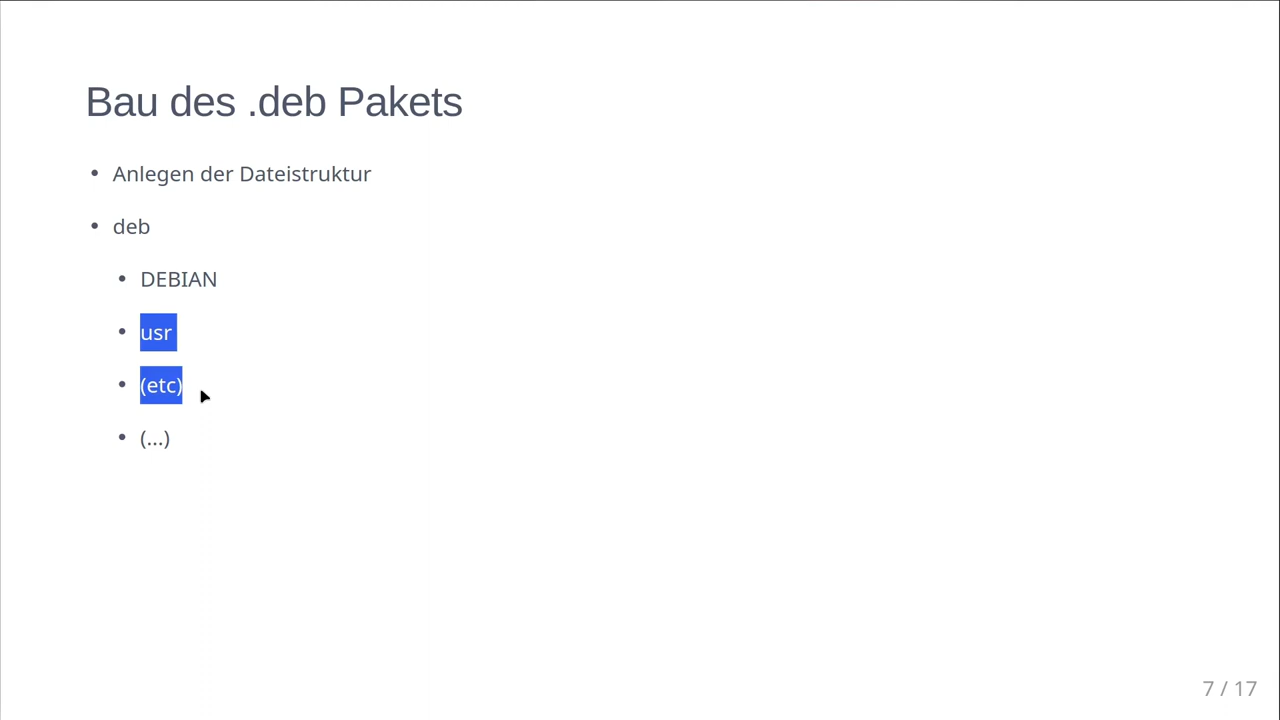 Bau des .deb Pakets
• Anlegen der Dateistruktur
• deb
• DEBIAN
• usr
• (etc)
• (...)
7 / 17